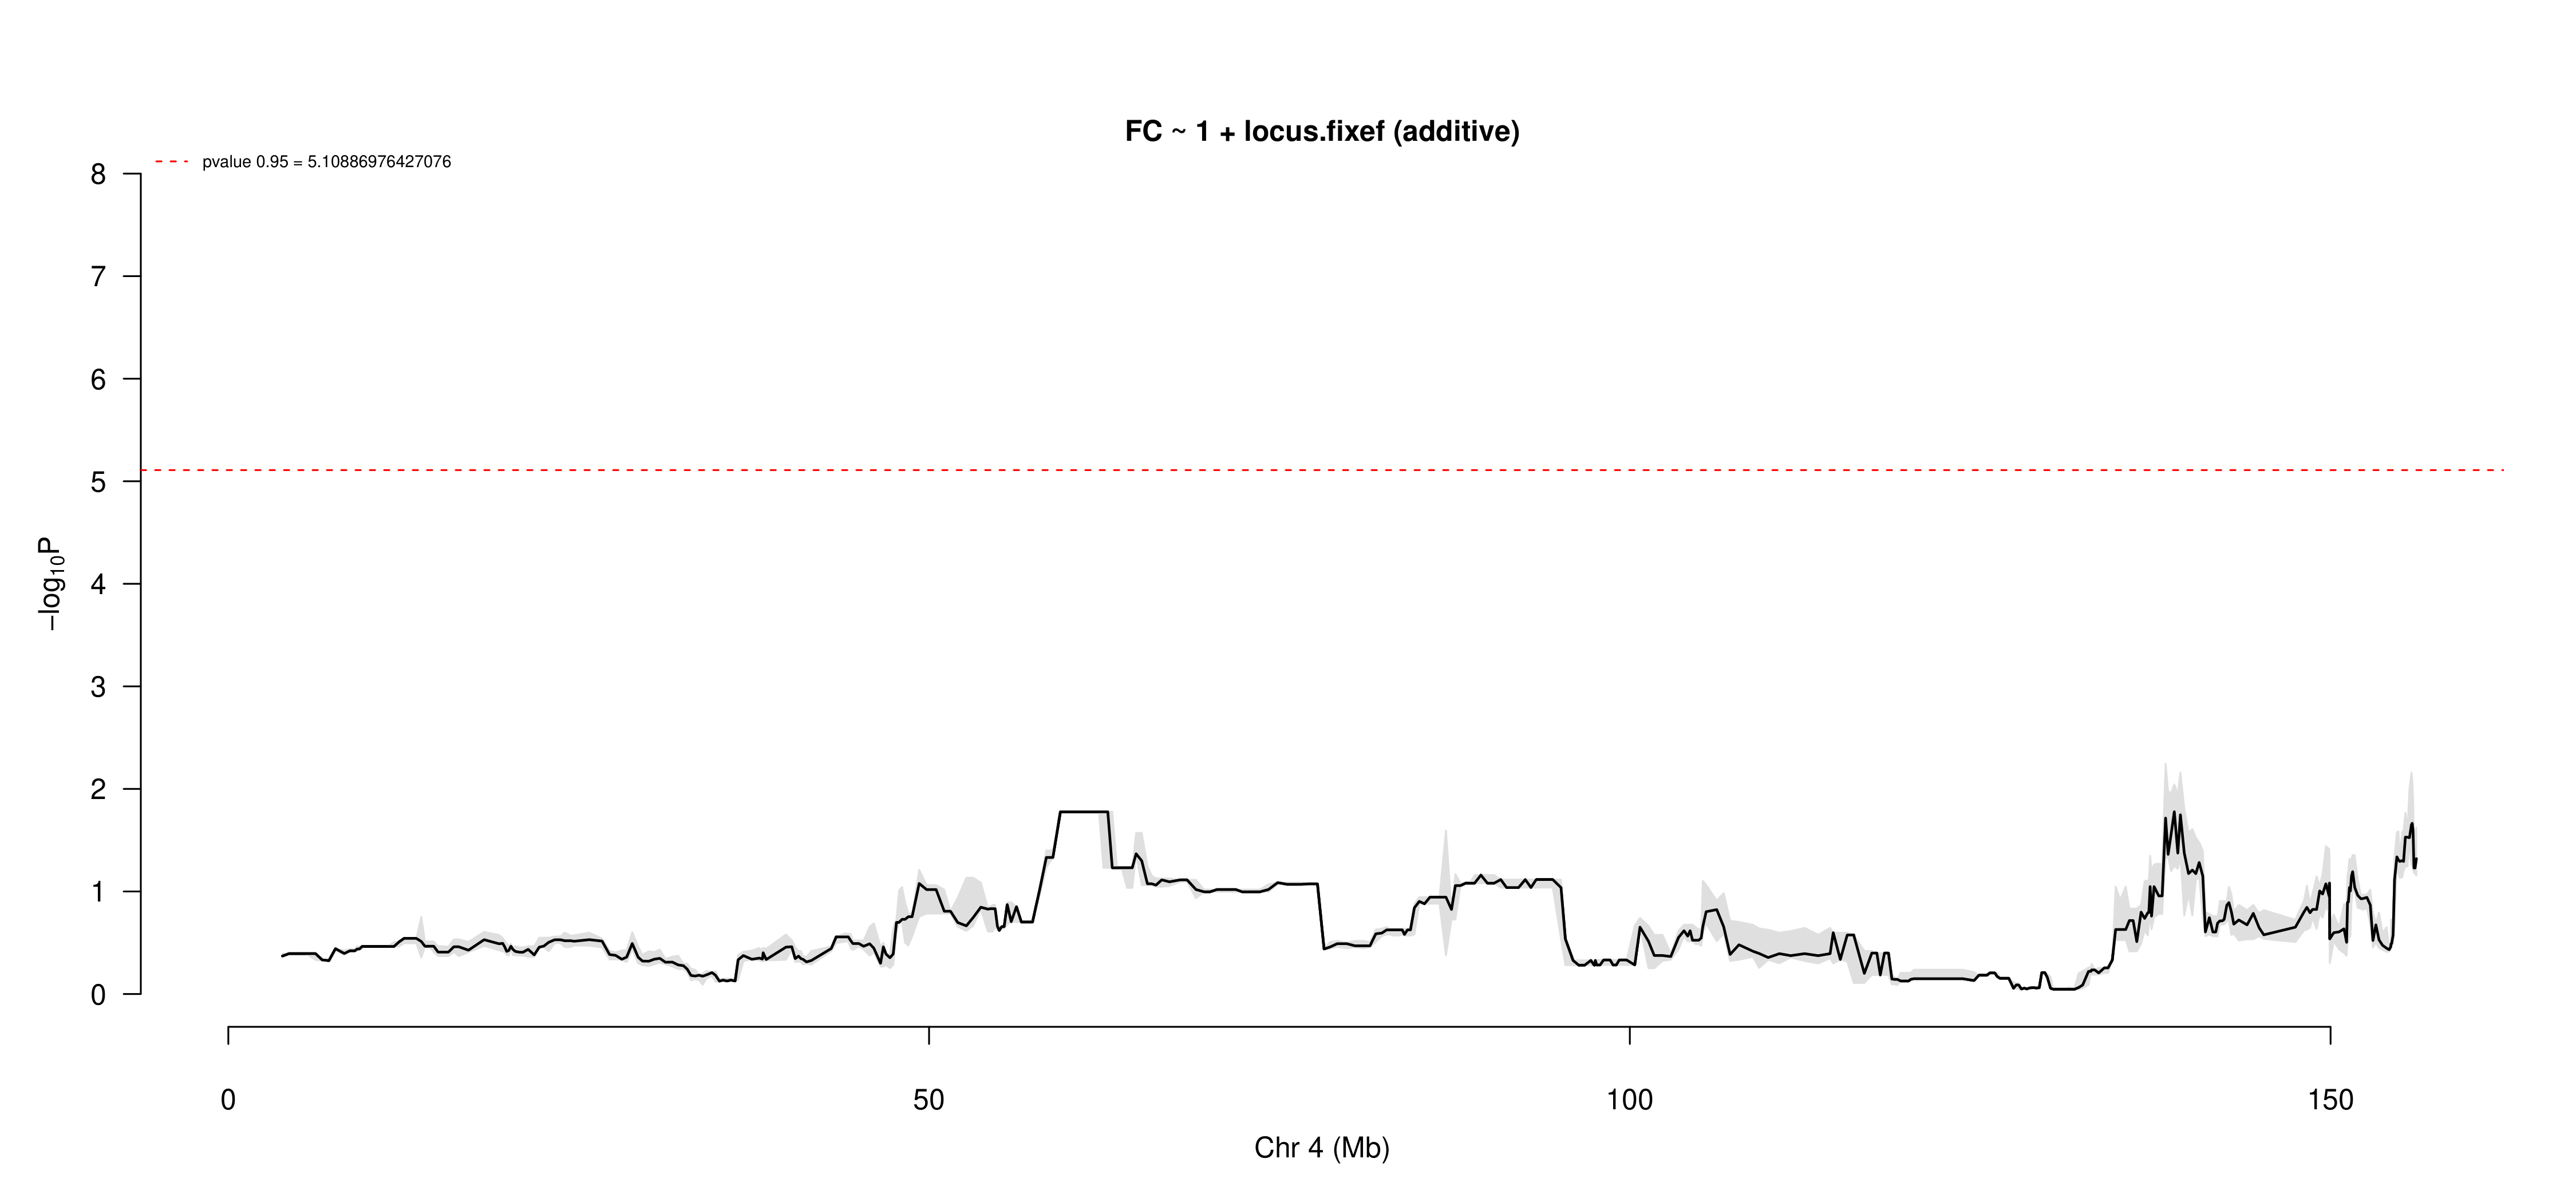 FC ~ 1 + locus.fixef (additive)
pvalue 0.95 = 5.10886976427076
8
7
6
5
4
3
2
1
0
−log₁₀P
0 50 100 150
Chr 4 (Mb)